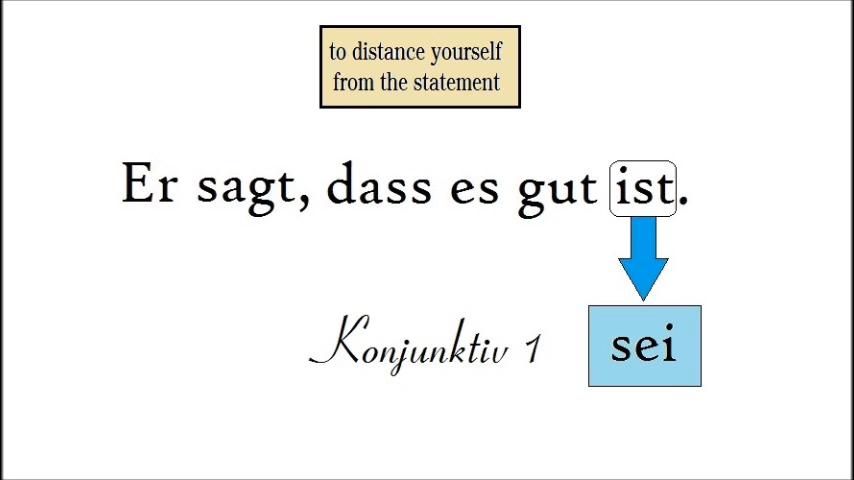 to distance yourself
from the statement
Er sagt, dass es gut ist.
Konjunktiv 1
sei